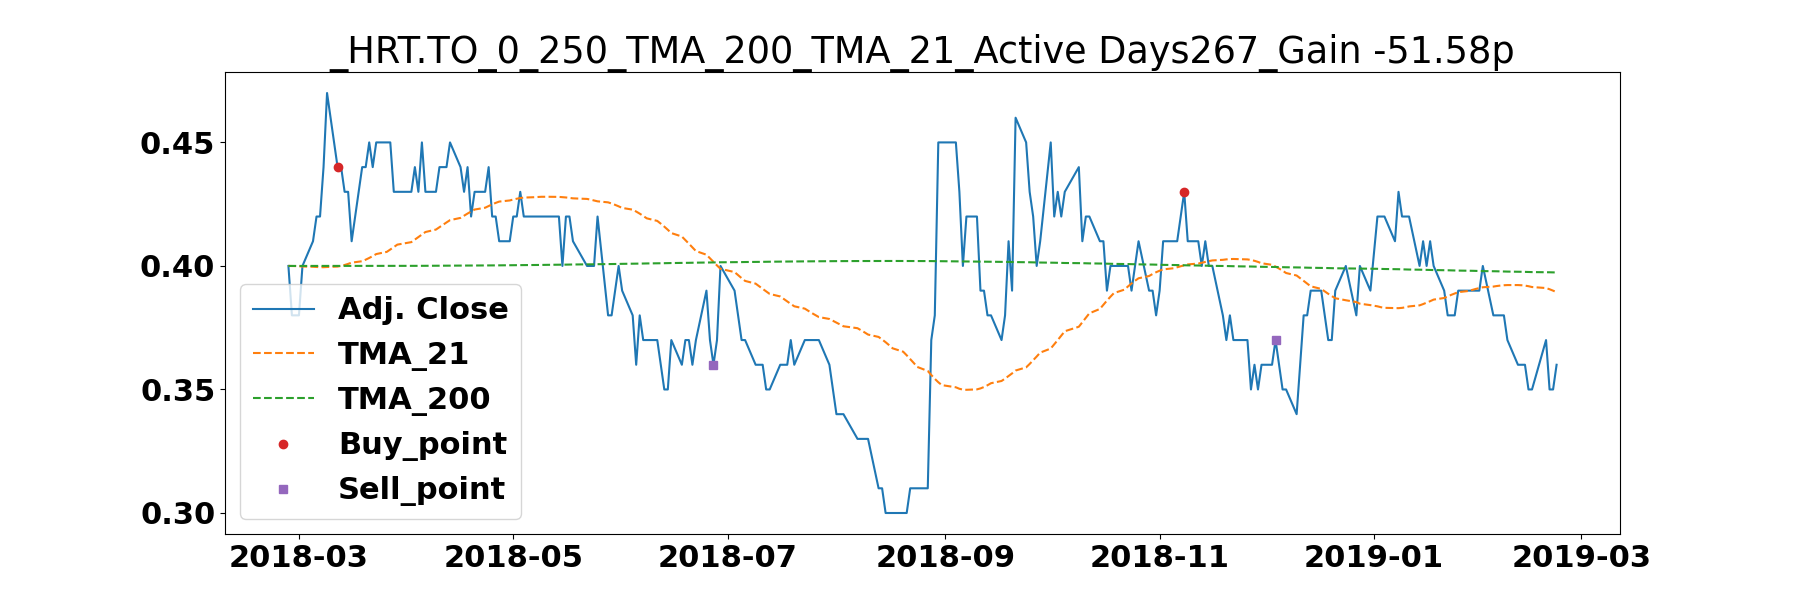 _HRT.TO_0_250_TMA_200_TMA_21_Active Days267_Gain -51.58p
0.45
0.40
0.35
0.30
Adj. Close
TMA_21
TMA_200
Buy_point
Sell_point
2018-03 2018-05 2018-07 2018-09 2018-11 2019-01 2019-03